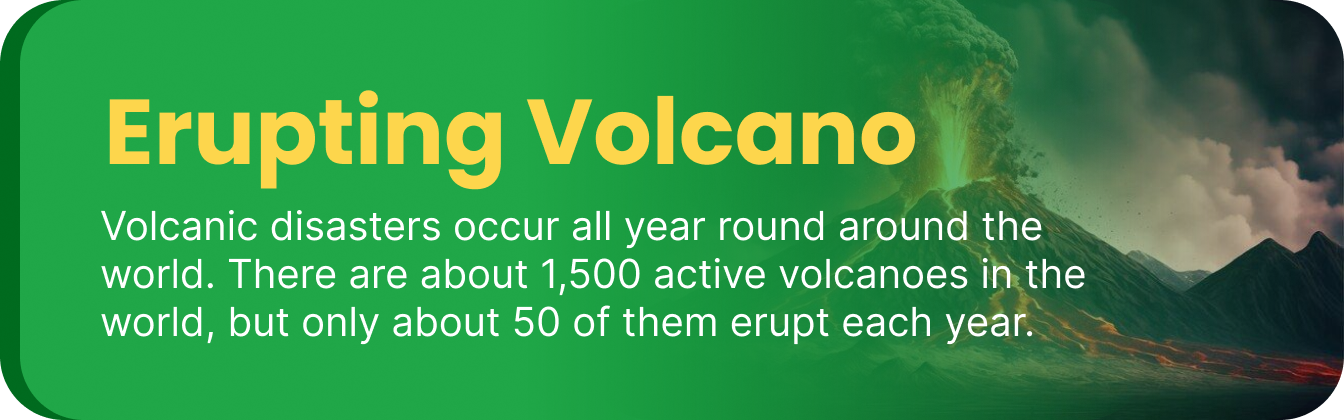 Erupting Volcano
Volcanic disasters occur all year round around the
world. There are about 1,500 active volcanoes in the
world, but only about 50 of them erupt each year.